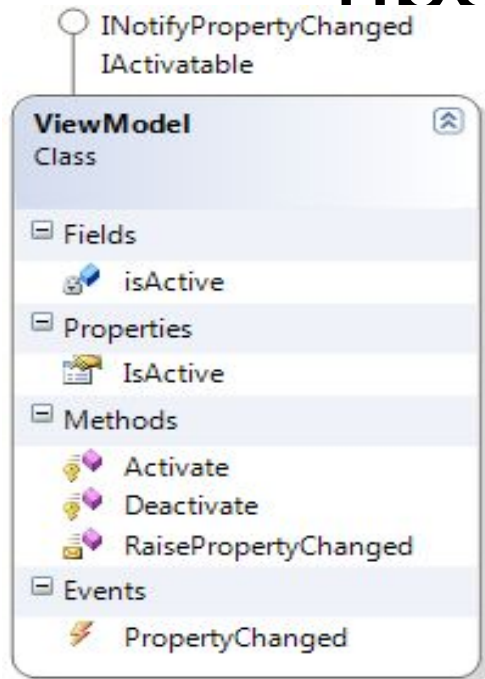 INotifyPropertyChanged
IActivatable
ViewModel
Class
Fields
isActive
Properties
IsActive
Methods
Activate
Deactivate
RaisePropertyChanged
Events
PropertyChanged